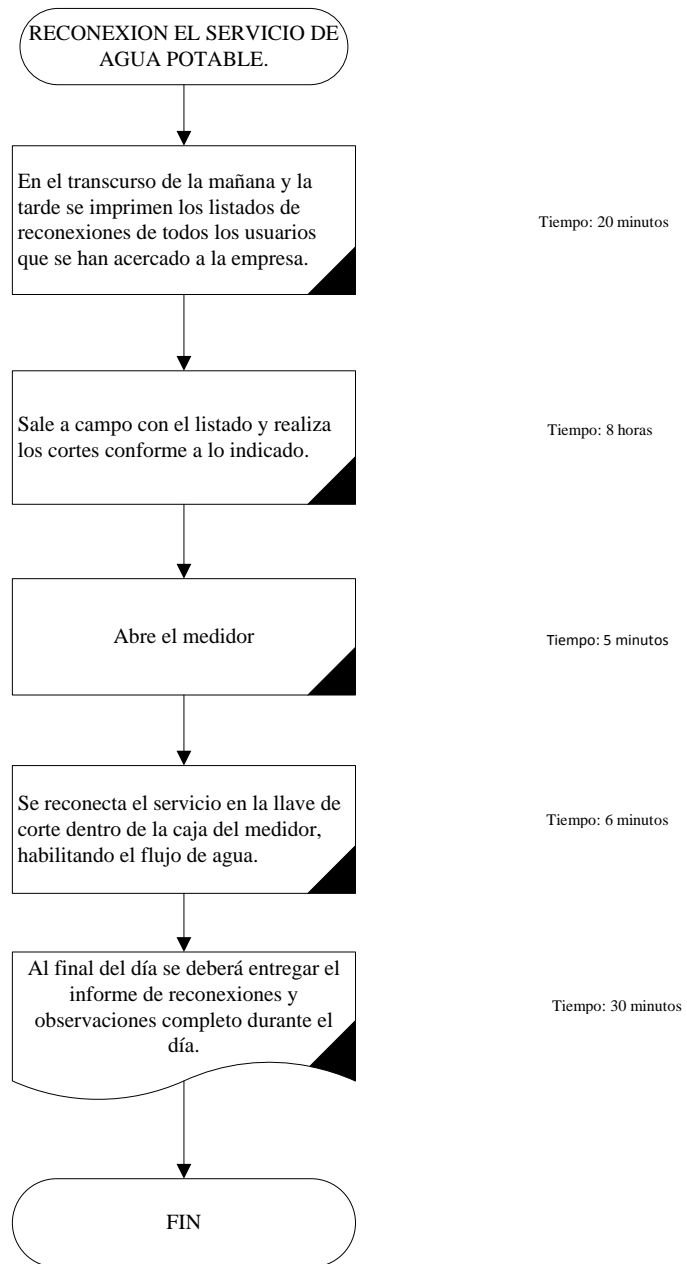 RECONEXION EL SERVICIO DE
AGUA POTABLE.
En el transcurso de la mañana y la
tarde se imprimen los listados de
reconexiones de todos los usuarios
que se han acercado a la empresa.
Tiempo: 20 minutos
Sale a campo con el listado y realiza
los cortes conforme a lo indicado.
Tiempo: 8 horas
Abre el medidor
Tiempo: 5 minutos
Se reconecta el servicio en la llave de
corte dentro de la caja del medidor,
habilitando el flujo de agua.
Tiempo: 6 minutos
Al final del día se deberá entregar el
informe de reconexiones y
observaciones completo durante el
día.
Tiempo: 30 minutos
FIN